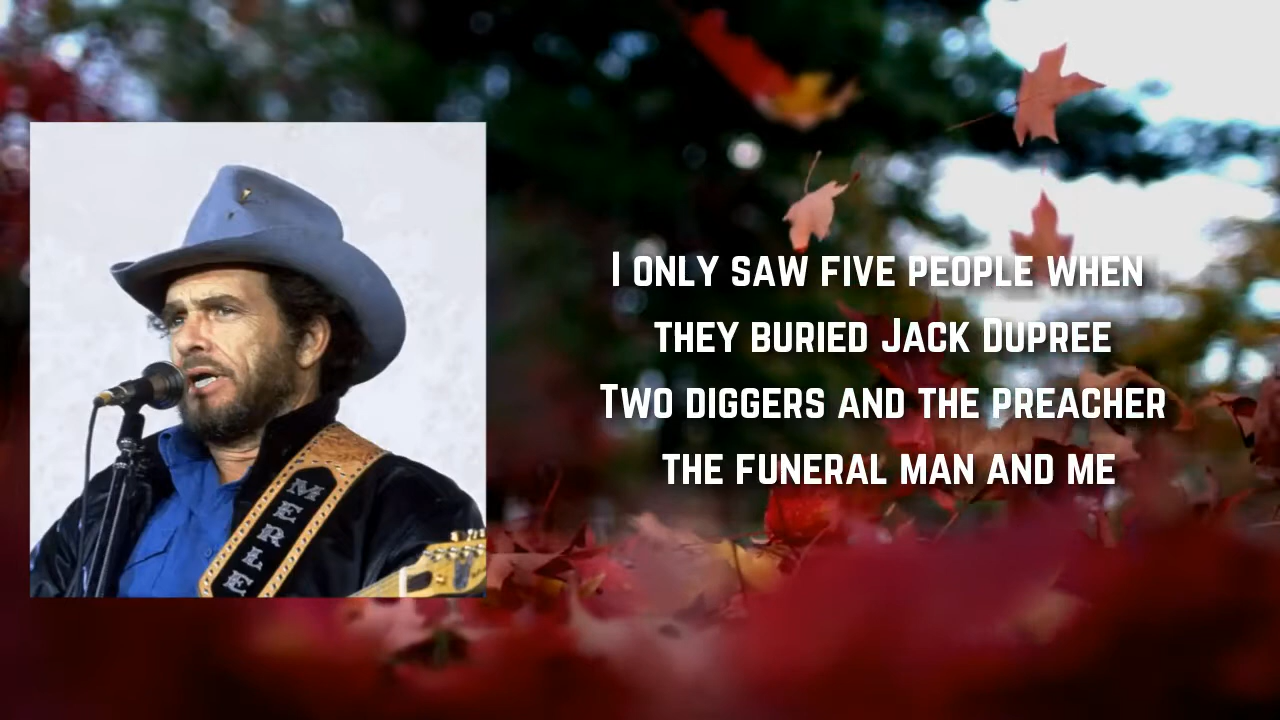 MERLE
I ONLY SAW FIVE PEOPLE WHEN
THEY BURIED JACK DUPREE
TWO DIGGERS AND THE PREACHER
THE FUNERAL MAN AND ME